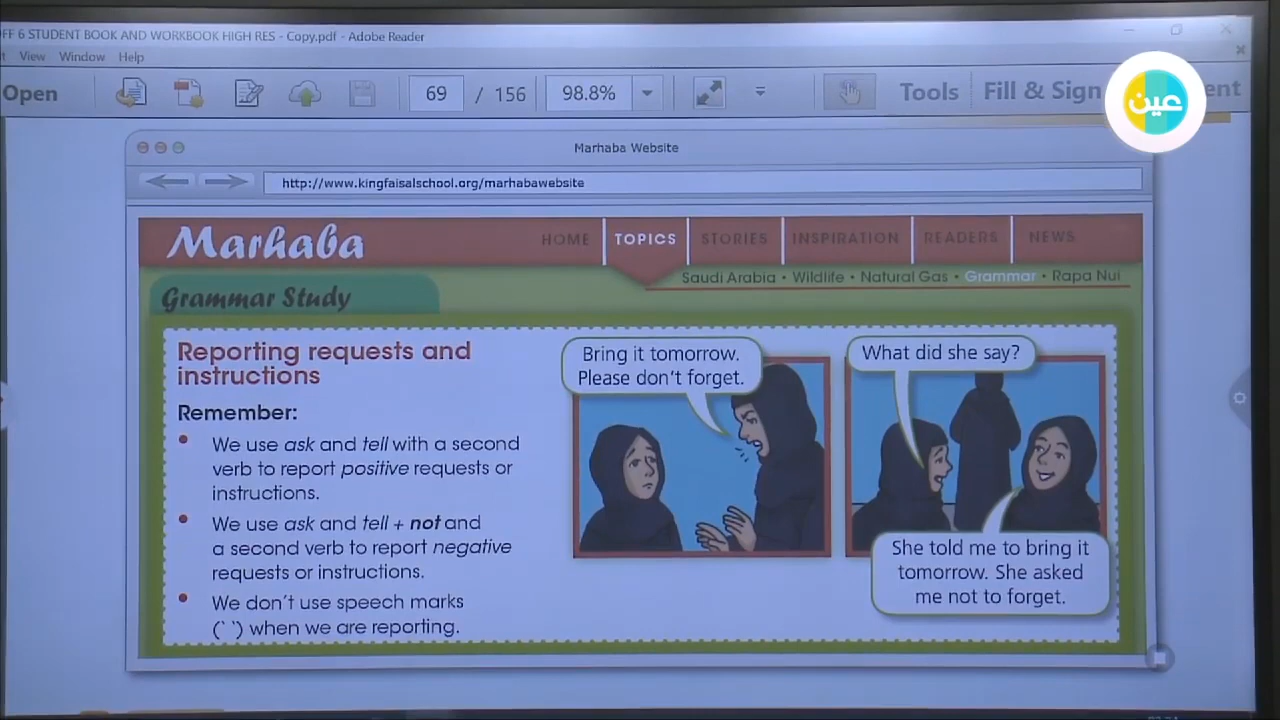 FF 6 STUDENT BOOK AND WORKBOOK HIGH RES - Copy.pdf - Adobe Reader
View Window Help
Open 69 / 156 98.8% Tools Fill & Sign
عين
Marhaba Website
http://www.kingfaisalschool.org/marhabawebsite
Marhaba HOME TOPICS STORIES INSPIRATION READERS NEWS
Saudi Arabia • Wildlife • Natural Gas • Grammar • Rapa Nui
Grammar Study
Reporting requests and
instructions
Remember:
• We use ask and tell with a second
verb to report positive requests or
instructions.
• We use ask and tell + not and
a second verb to report negative
requests or instructions.
• We don't use speech marks
(` ´) when we are reporting.
Bring it tomorrow.
Please don't forget.
What did she say?
She told me to bring it
tomorrow. She asked
me not to forget.